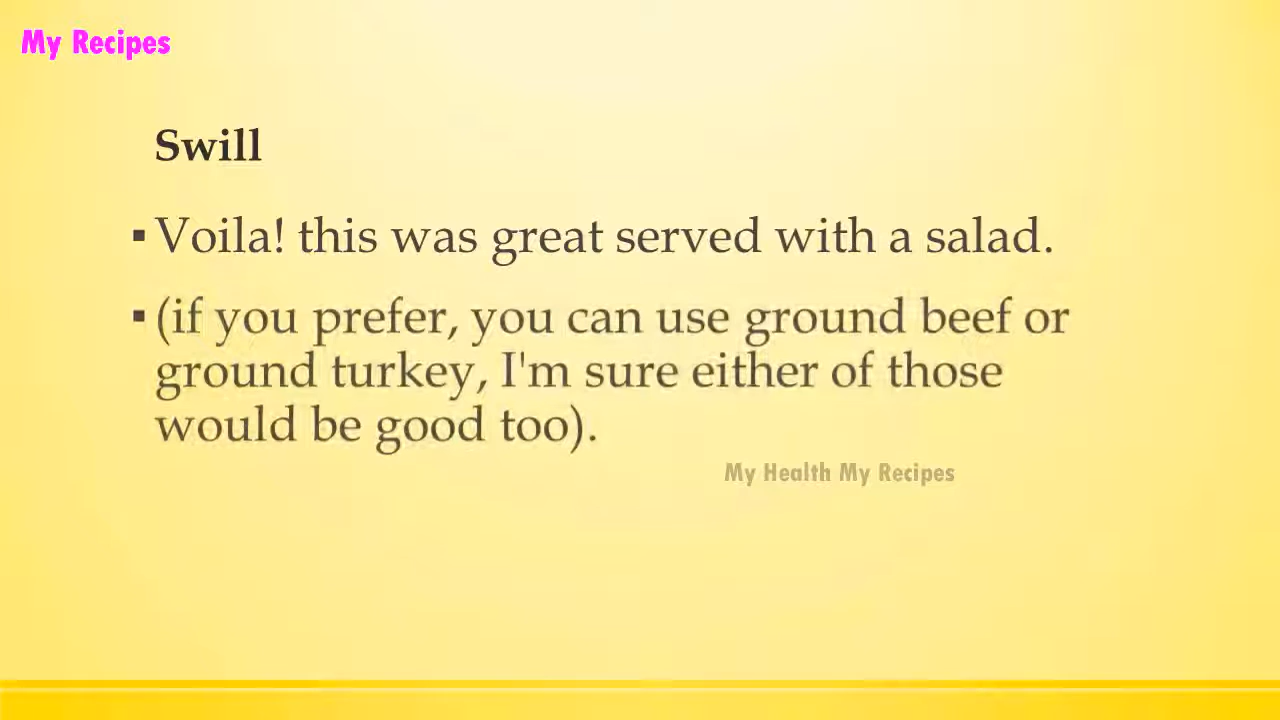 My Recipes
Swill
▪ Voila! this was great served with a salad.
▪ (if you prefer, you can use ground beef or
ground turkey, I'm sure either of those
would be good too).
My Health My Recipes